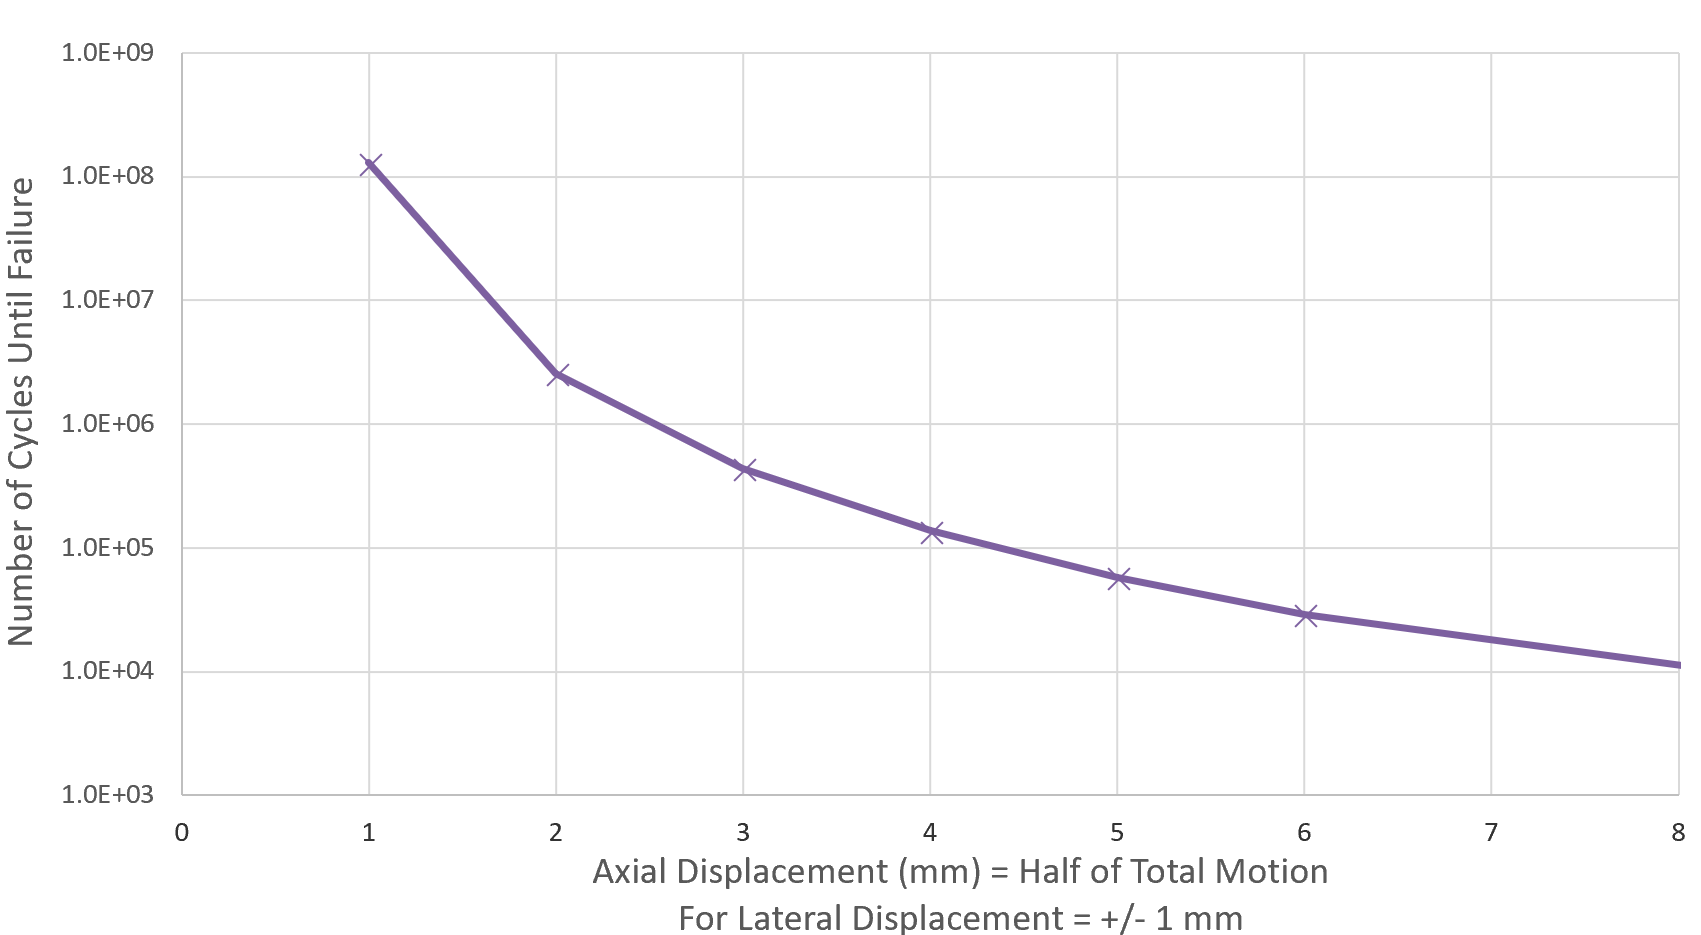 1.0E+09
1.0E+08
1.0E+07
1.0E+06
1.0E+05
1.0E+04
1.0E+03
Number of Cycles Until Failure
0 1 2 3 4 5 6 7 8
Axial Displacement (mm) = Half of Total Motion
For Lateral Displacement = +/- 1 mm